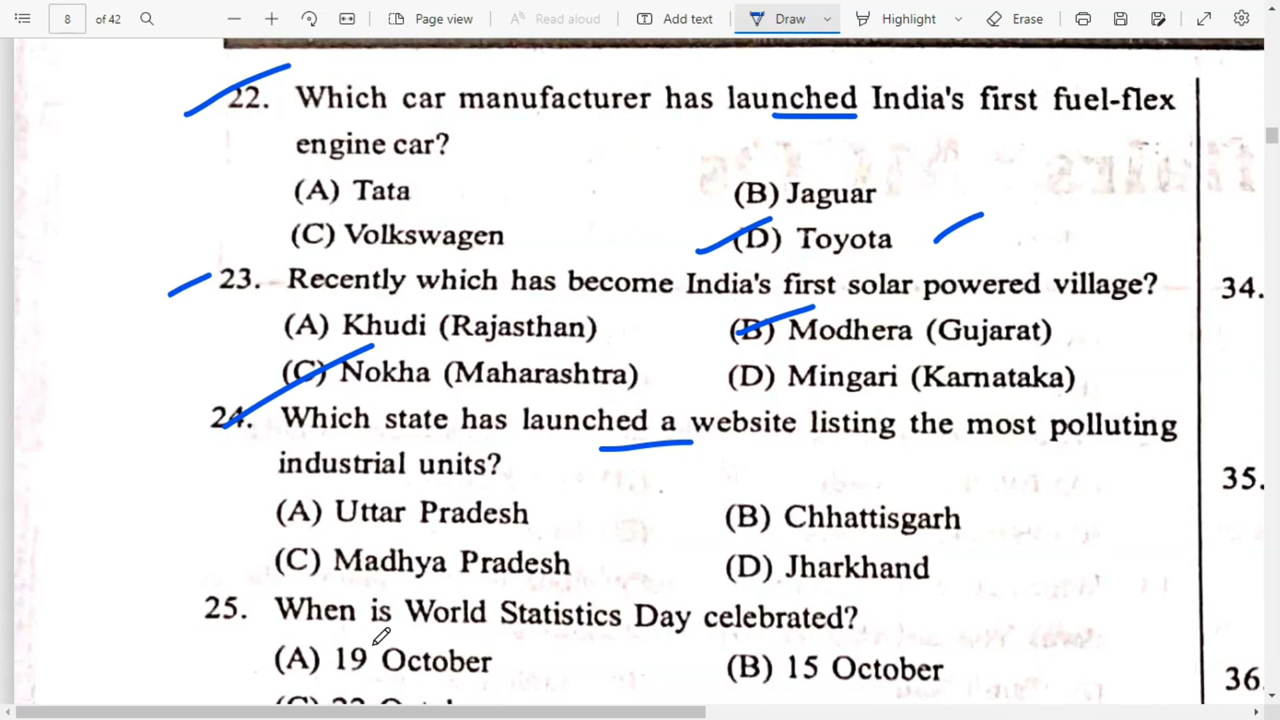 8 of 42 Page view Read aloud Add text Draw Highlight Erase
22. Which car manufacturer has launched India's first fuel-flex
engine car?
(A) Tata (B) Jaguar
(C) Volkswagen (D) Toyota
23. Recently which has become India's first solar powered village?
34.
(A) Khudi (Rajasthan) (B) Modhera (Gujarat)
(C) Nokha (Maharashtra) (D) Mingari (Karnataka)
24. Which state has launched a website listing the most polluting
industrial units?
35.
(A) Uttar Pradesh (B) Chhattisgarh
(C) Madhya Pradesh (D) Jharkhand
25. When is World Statistics Day celebrated?
(A) 19 October (B) 15 October
36.